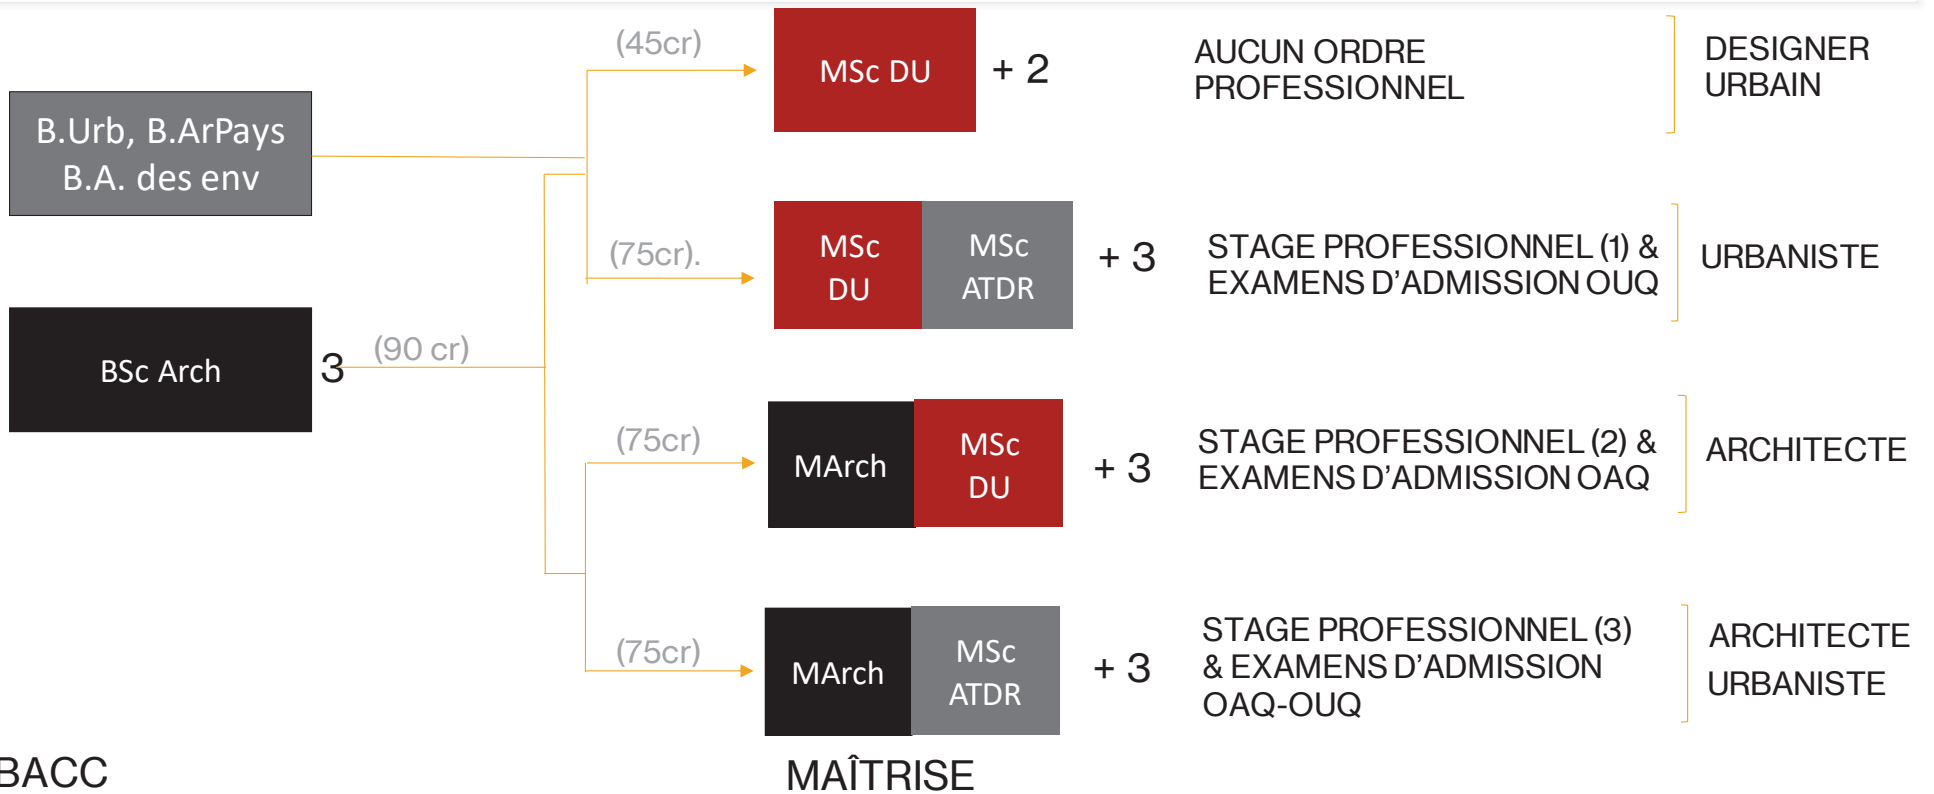 (45cr)
MSc DU
+ 2
AUCUN ORDRE
PROFESSIONNEL
DESIGNER
URBAIN
B.Urb, B.ArPays
B.A. des env
(75cr).
MSc
DU
MSc
ATDR
+ 3
STAGE PROFESSIONNEL (1) &
EXAMENS D'ADMISSION OUQ
URBANISTE
BSc Arch
3
(90 cr)
(75cr)
MArch
MSc
DU
+ 3
STAGE PROFESSIONNEL (2) &
EXAMENS D'ADMISSION OAQ
ARCHITECTE
(75cr)
MArch
MSc
ATDR
+ 3
STAGE PROFESSIONNEL (3)
& EXAMENS D'ADMISSION
OAQ-OUQ
ARCHITECTE
URBANISTE
BACC
MAÎTRISE